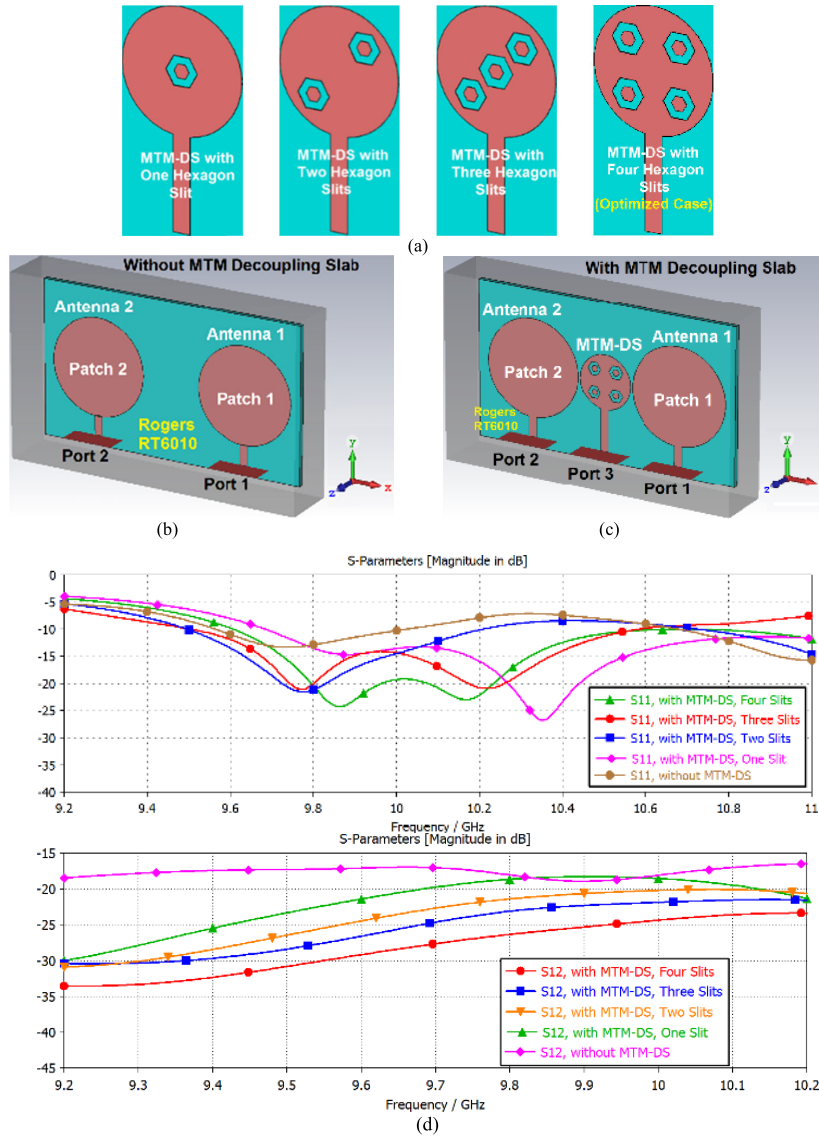 MTM-DS with
One Hexagon
Slit
MTM-DS with
Two Hexagon
Slits
MTM-DS with
Three Hexagon
Slits
MTM-DS with
Four Hexagon
Slits
(Optimized Case)
(a)
Without MTM Decoupling Slab
Antenna 2
Antenna 1
Patch 2
Patch 1
Rogers
RT6010
Port 2
Port 1
y
z
x
(b)
With MTM Decoupling Slab
Antenna 2
Antenna 1
MTM-DS
Patch 2
Patch 1
Rogers
RT6010
Port 2
Port 3
Port 1
y
z
(c)
S-Parameters [Magnitude in dB]
0
-5
-10
-15
-20
-25
-30
-35
-40
S11, with MTM-DS, Four Slits
S11, with MTM-DS, Three Slits
S11, with MTM-DS, Two Slits
S11, with MTM-DS, One Slit
S11, without MTM-DS
9.2 9.4 9.6 9.8 10 10.2 10.4 10.6 10.8 11
Frequency / GHz
S-Parameters [Magnitude in dB]
-15
-20
-25
-30
-35
-40
-45
S12, with MTM-DS, Four Slits
S12, with MTM-DS, Three Slits
S12, with MTM-DS, Two Slits
S12, with MTM-DS, One Slit
S12, without MTM-DS
9.2 9.3 9.4 9.5 9.6 9.7 9.8 9.9 10 10.1 10.2
Frequency / GHz
(d)